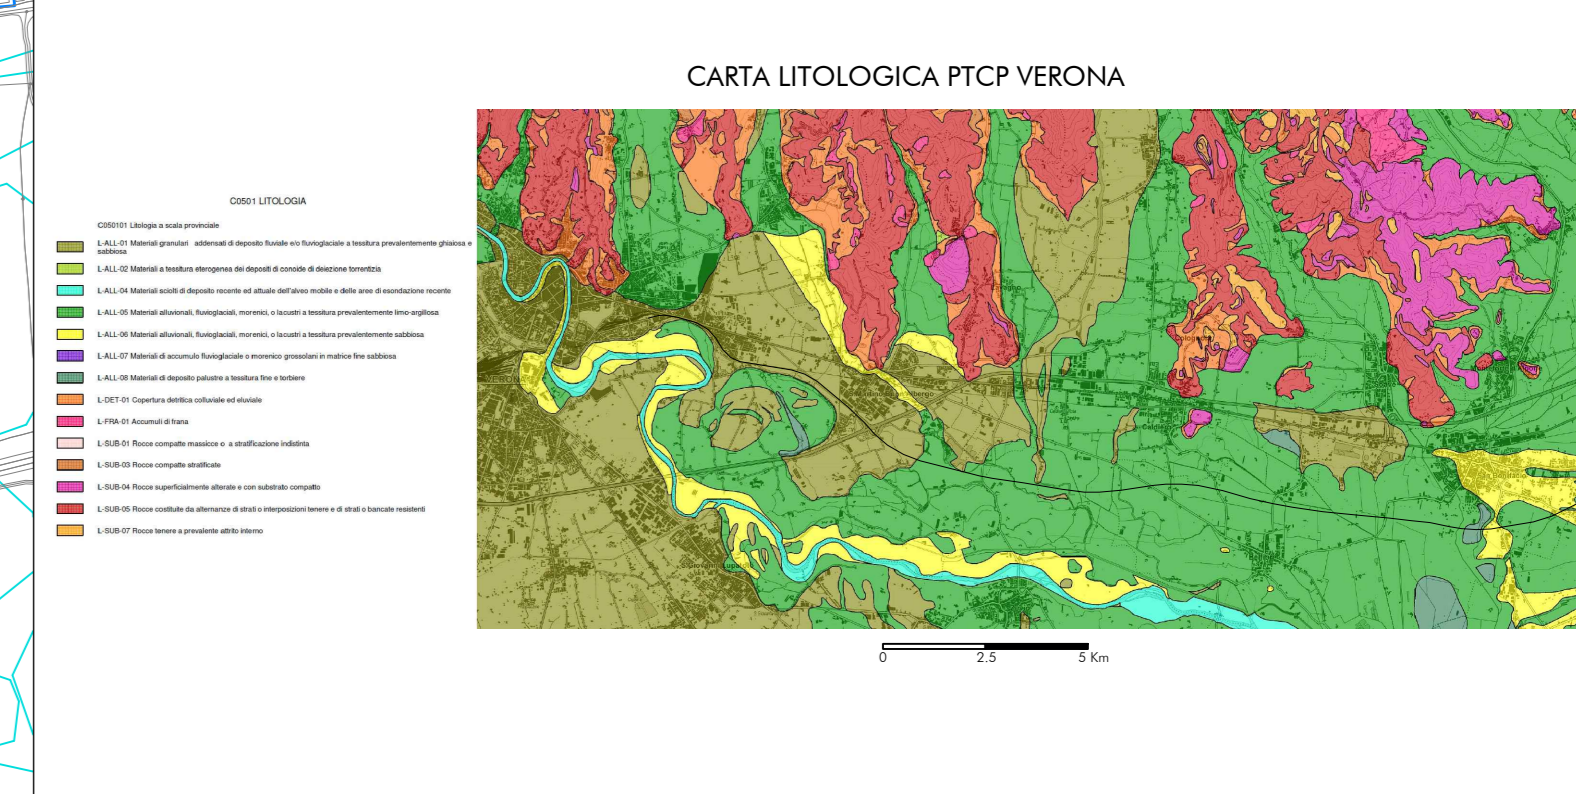 CARTA LITOLOGICA PTCP VERONA
C0501 LITOLOGIA
C050101 Litologia a scala provinciale
L-ALL-01 Materiali granulari addensati di deposito fluviale e/o fluvioglaciale a tessitura prevalentemente ghiaiosa e
sabbiosa
L-ALL-02 Materiali a tessitura eterogenea dei depositi di conoide di deiezione torrentizia
L-ALL-04 Materiali sciolti di deposito recente ed attuale dell'alveo mobile e delle aree di esondazione recente
L-ALL-05 Materiali alluvionali, fluvioglaciali, morenici, o lacustri a tessitura prevalentemente limo-argillosa
L-ALL-06 Materiali alluvionali, fluvioglaciali, morenici, o lacustri a tessitura prevalentemente sabbiosa
L-ALL-07 Materiali di accumulo fluvioglaciale o morenico grossolani in matrice fine sabbiosa
L-ALL-08 Materiali di deposito palustre a tessitura fine e torbiere
L-DET-01 Copertura detritica colluviale ed eluviale
L-FRA-01 Accumuli di frana
L-SUB-01 Rocce compatte massicce o a stratificazione indistinta
L-SUB-03 Rocce compatte stratificate
L-SUB-04 Rocce superficialmente alterate e con substrato compatto
L-SUB-05 Rocce costituite da alternanze di strati o interposizioni tenere e di strati o bancate resistenti
L-SUB-07 Rocce tenere a prevalente attrito interno
VERONA
0 2.5 5 Km